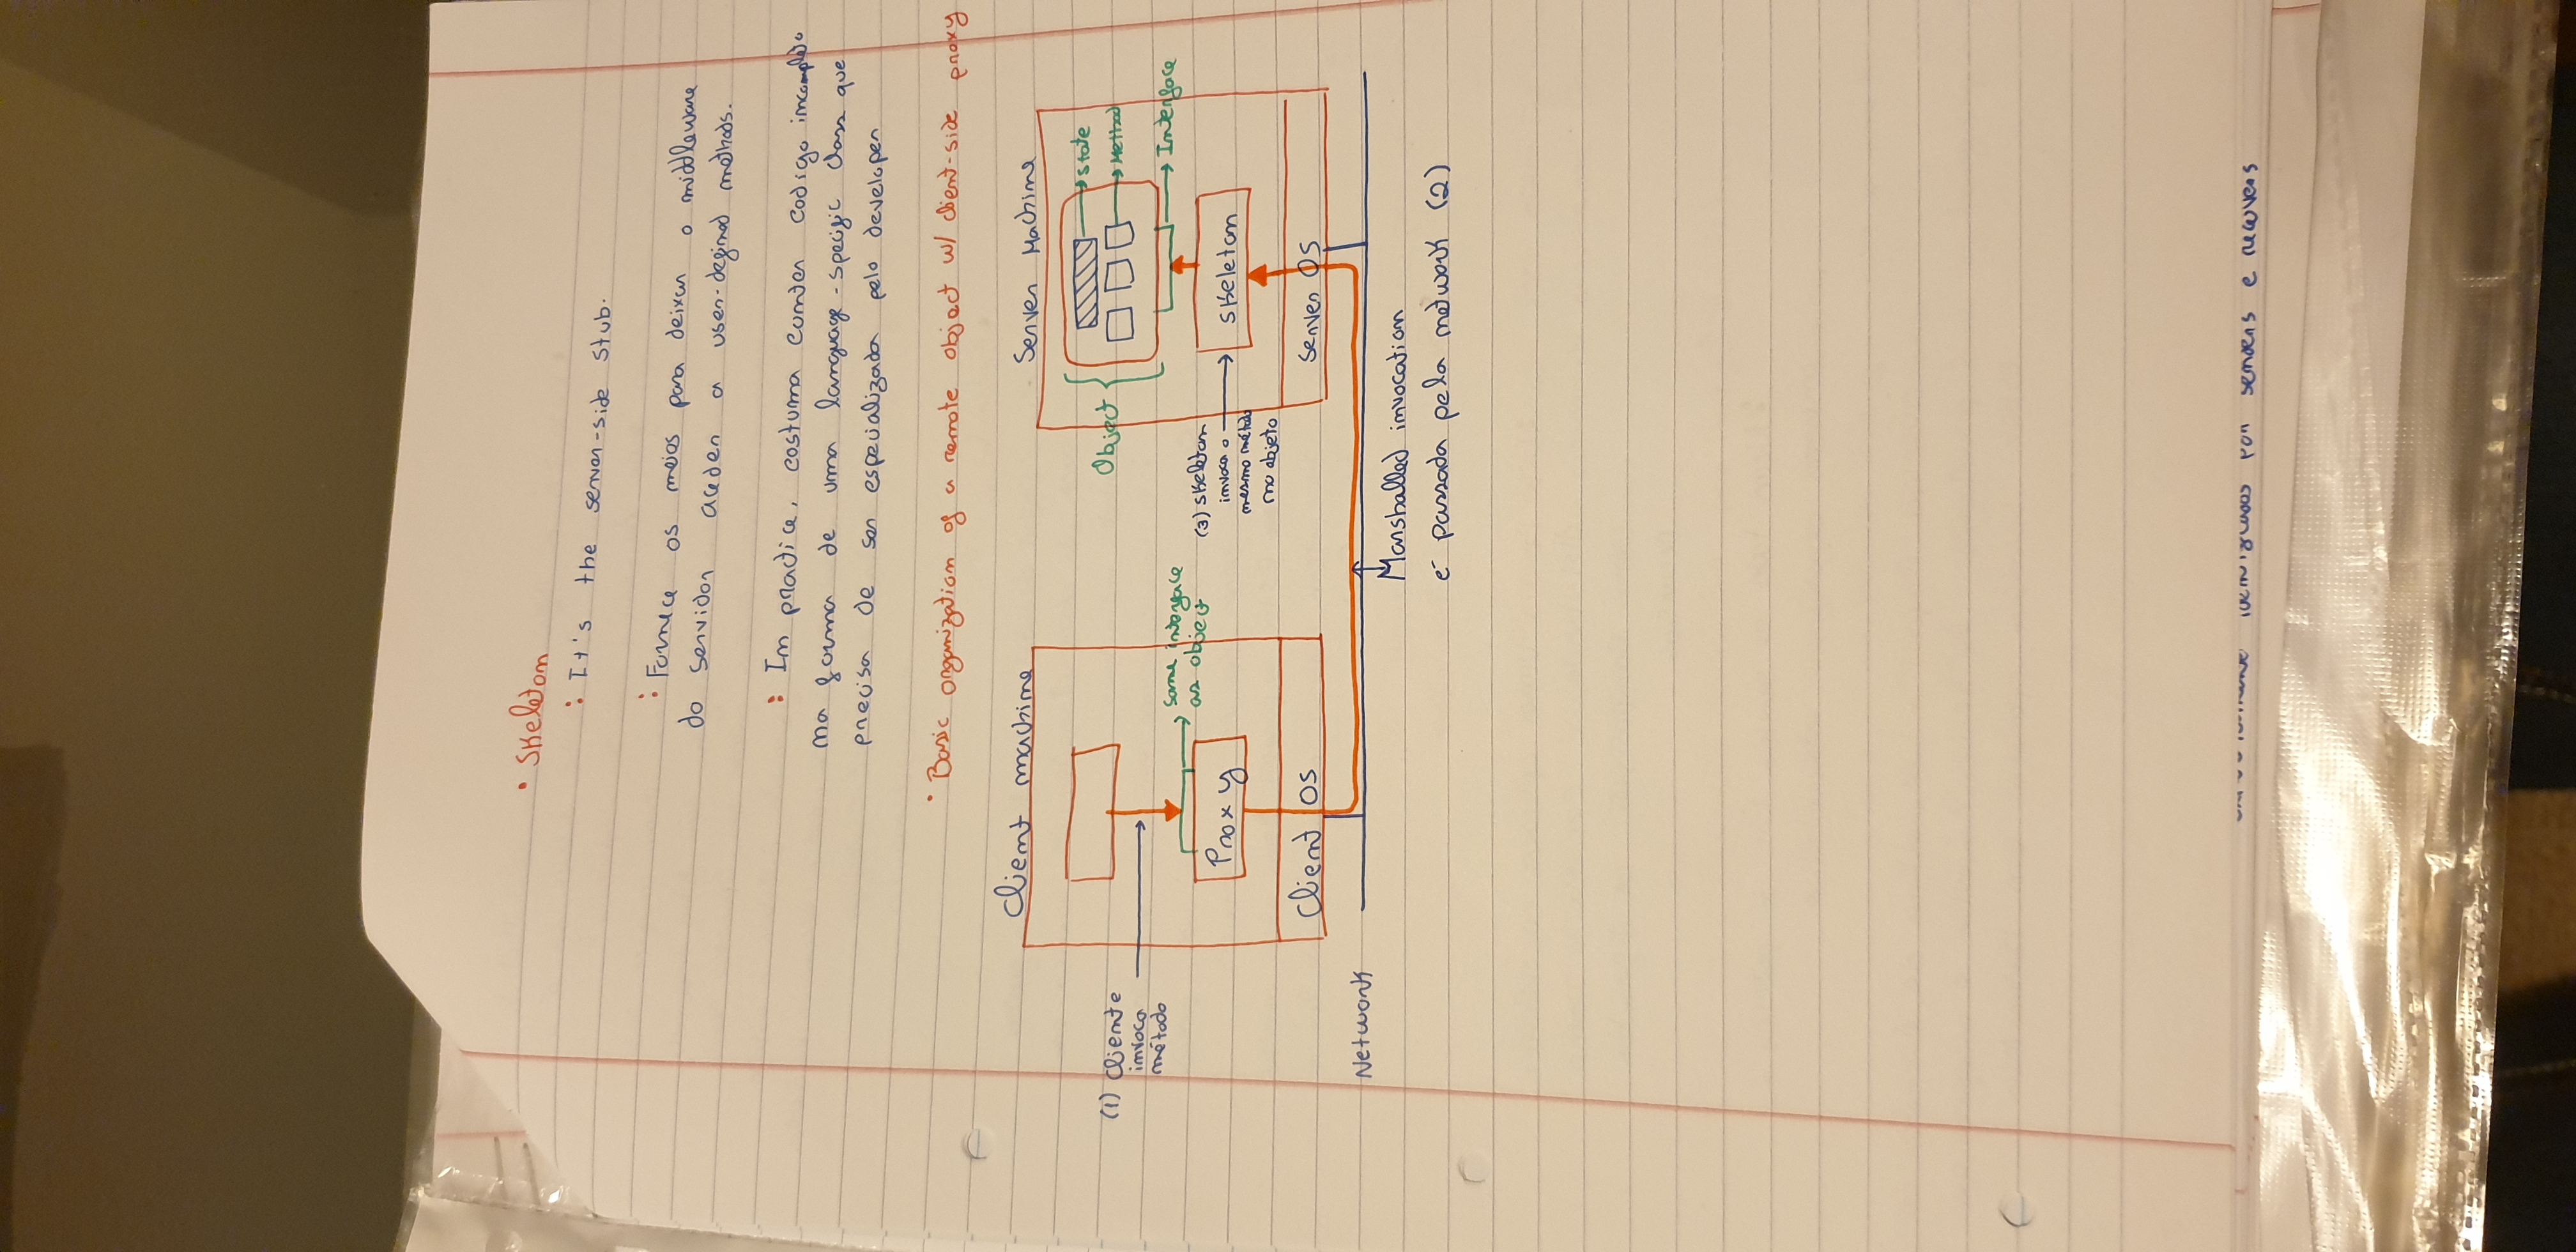 • Skeleton
: It's the server-side stub.
: Fornece os meios para deixar o middleware
do servidor aceder a user-defined methods.
: In practice, costuma conter codigo incompleto
na forma de uma language-specific class que
precisa de ser especializada pelo developer
• Basic organization of a remote object w/ client-side proxy
Client machine
Server Machine
Object
State
Method
Interface
(1) Cliente
invoca
método
same interface
as object
Proxy
(3) Skeleton
invoca o
mesmo método
no objeto
Skeleton
Client OS
Server OS
Network
Marshalled invocation
é passada pela network (2)
identificados por senders e receivers